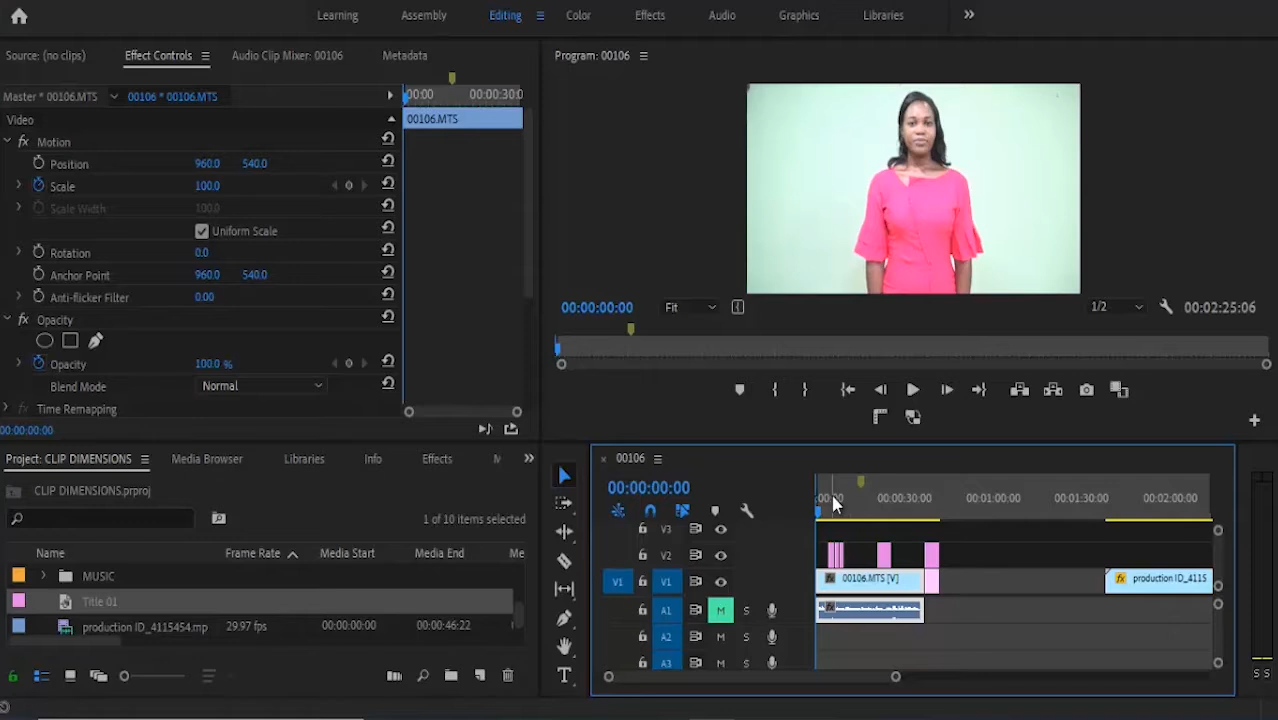 Learning Assembly Editing Color Effects Audio Graphics Libraries
Source: (no clips) Effect Controls Audio Clip Mixer: 00106 Metadata
Program: 00106
Master * 00106.MTS 00106 * 00106.MTS
:00:00 00:00:30:0
Video
00106.MTS
fx Motion
Position 960.0 540.0
Scale 100.0
Scale Width 100.0
Uniform Scale
Rotation 0.0
Anchor Point 960.0 540.0
Anti-flicker Filter 0.00
fx Opacity
Opacity 100.0 %
Blend Mode Normal
fx Time Remapping
00:00:00:00
00:00:00:00 Fit 1/2 00:02:25:06
Project: CLIP DIMENSIONS Media Browser Libraries Info Effects M
CLIP DIMENSIONS.prproj
1 of 10 items selected
Name Frame Rate Media Start Media End Me
MUSIC
Title 01
production ID_4115454.mp 29.97 fps 00:00:00:00 00:00:46:22
00106
00:00:00:00
:00:00 00:00:30:00 00:01:00:00 00:01:30:00 00:02:00:00
V3
V2
V1 V1 fx 00106.MTS [V] fx production ID_4115
A1 M S
A2 M S
A3 M S
T
S S